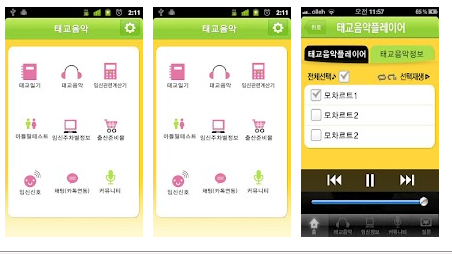 2:11
태교음악
태교일기
태교음악
임신관련계산기
아들딸테스트
임신주차별정보
출산준비물
임신신호
채팅(카톡연동)
커뮤니티
2:11
태교음악
태교일기
태교음악
임신관련계산기
아들딸테스트
임신주차별정보
출산준비물
임신신호
채팅(카톡연동)
커뮤니티
olleh 오전 11:57 65%
뒤로 태교음악플레이어
태교음악플레이어 태교음악정보
전체선택♪ 선택재생
모차르트1
모차르트2
모차르트2
홈 태교음악 임신정보 커뮤니티